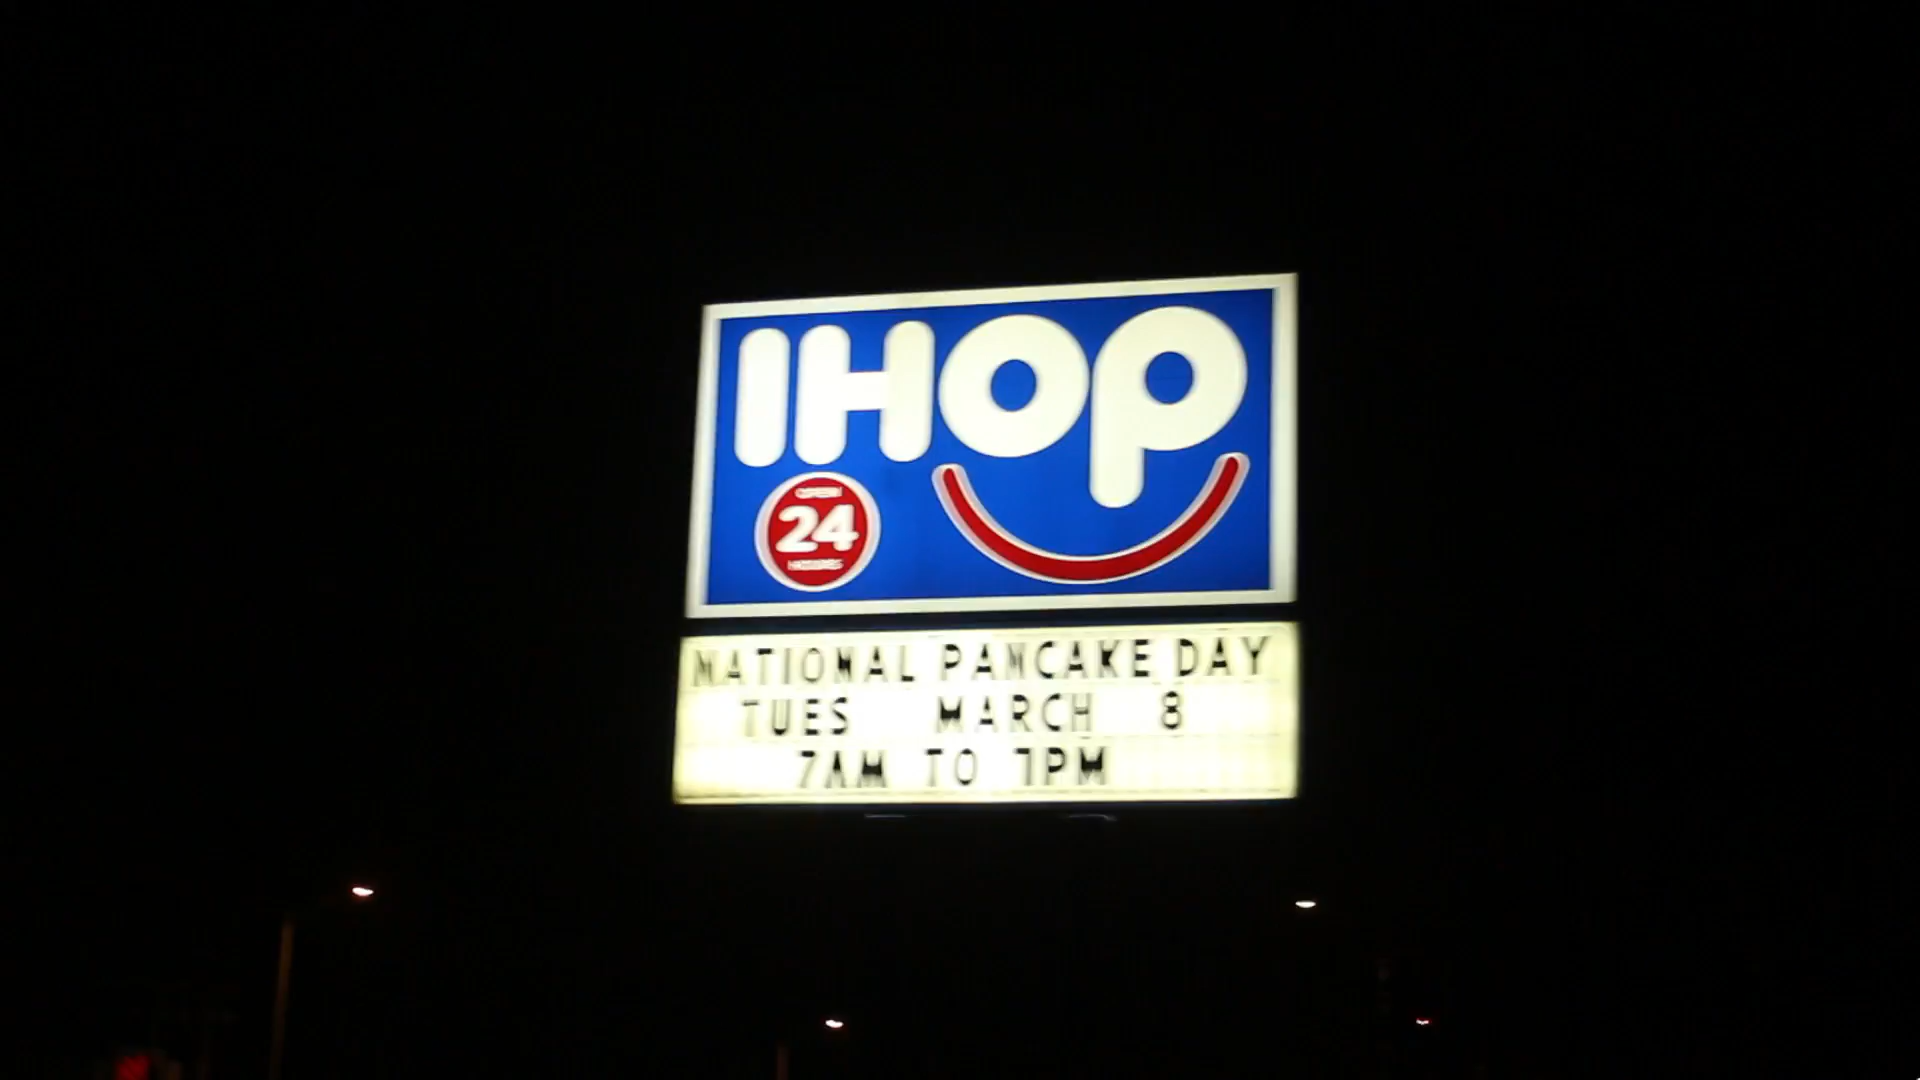 IHOP
OPEN
24
HOURS
NATIONAL PANCAKE DAY
TUES MARCH 8
7AM TO 7PM